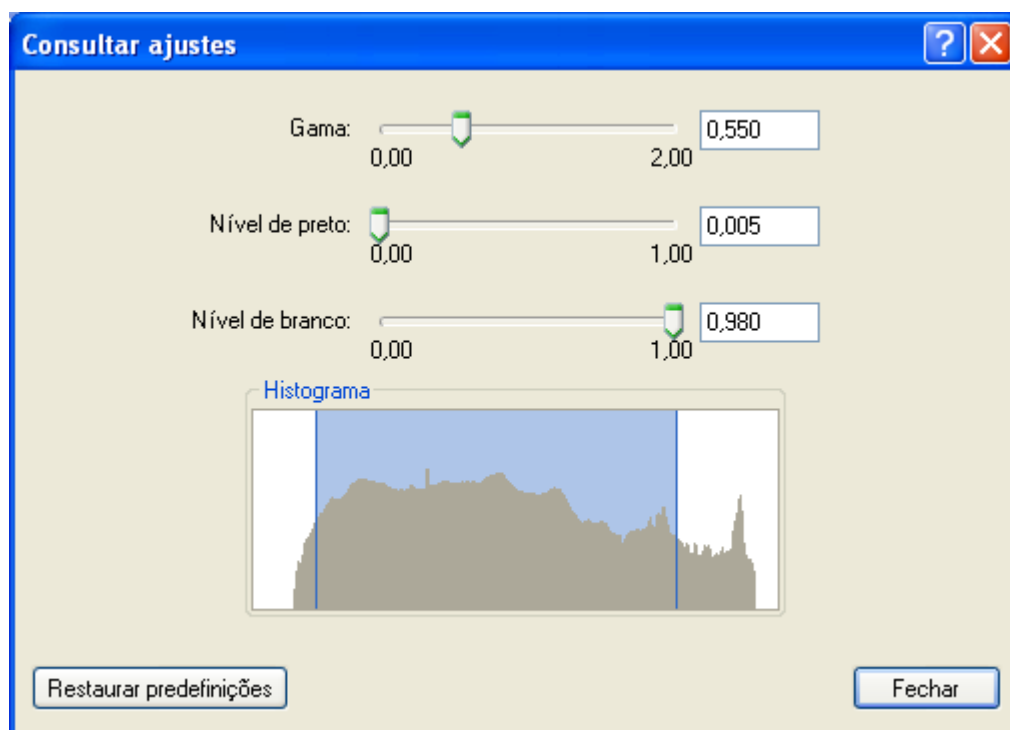 Consultar ajustes
Gama:
0,550
0,00
2,00
Nível de preto:
0,005
0,00
1,00
Nível de branco:
0,980
0,00
1,00
Histograma
Restaurar predefinições
Fechar